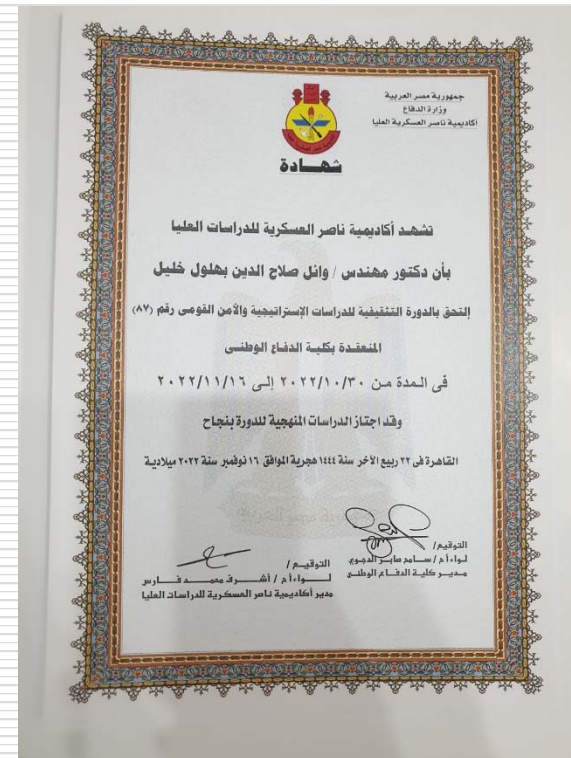 جمهورية مصر العربية
وزارة الدفاع
أكاديمية ناصر العسكرية العليا
شهادة
تشهد أكاديمية ناصر العسكرية للدراسات العليا
بأن دكتور مهندس / وائل صلاح الدين بهلول خليل
إلتحق بالدورة التثقيفية للدراسات الإستراتيجية والأمن القومى رقم (٨٧)
المنعقدة بكلية الدفاع الوطنى
فى المدة من ٢٠٢٢/١٠/٣٠ إلى ٢٠٢٢/١١/١٦
وقد اجتاز الدراسات المنهجية للدورة بنجاح
القاهرة فى ٢٢ ربيع الآخر سنة ١٤٤٤ هجرية الموافق ١٦ نوفمبر سنة ٢٠٢٢ ميلادية
التوقيع/
لواء أ ح / سامح صابر الدجوى
مدير كلية الدفاع الوطنى
التوقيع /
لواء أ ح / أشرف محمد فارس
مدير أكاديمية ناصر العسكرية للدراسات العليا